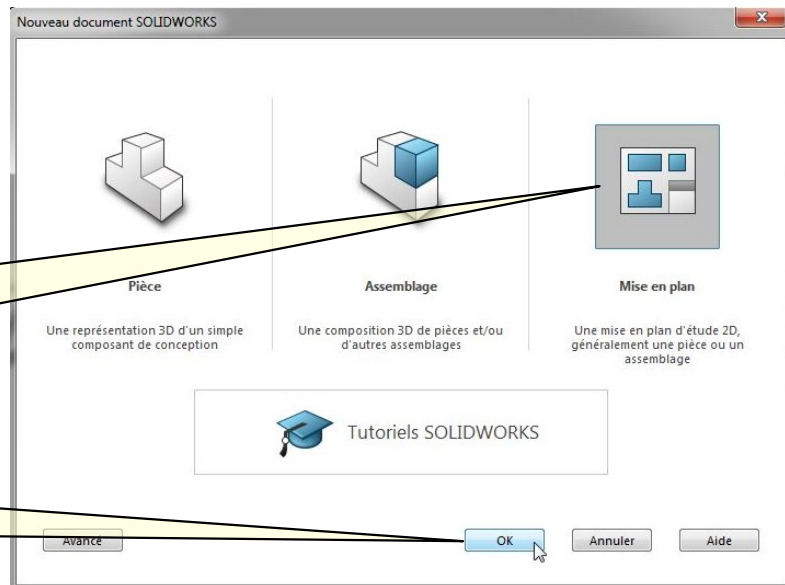 Nouveau document SOLIDWORKS
Pièce
Assemblage
Mise en plan
Une représentation 3D d'un simple
composant de conception
Une composition 3D de pièces et/ou
d'autres assemblages
Une mise en plan d'étude 2D,
généralement une pièce ou un
assemblage
Tutoriels SOLIDWORKS
Avancé
OK
Annuler
Aide